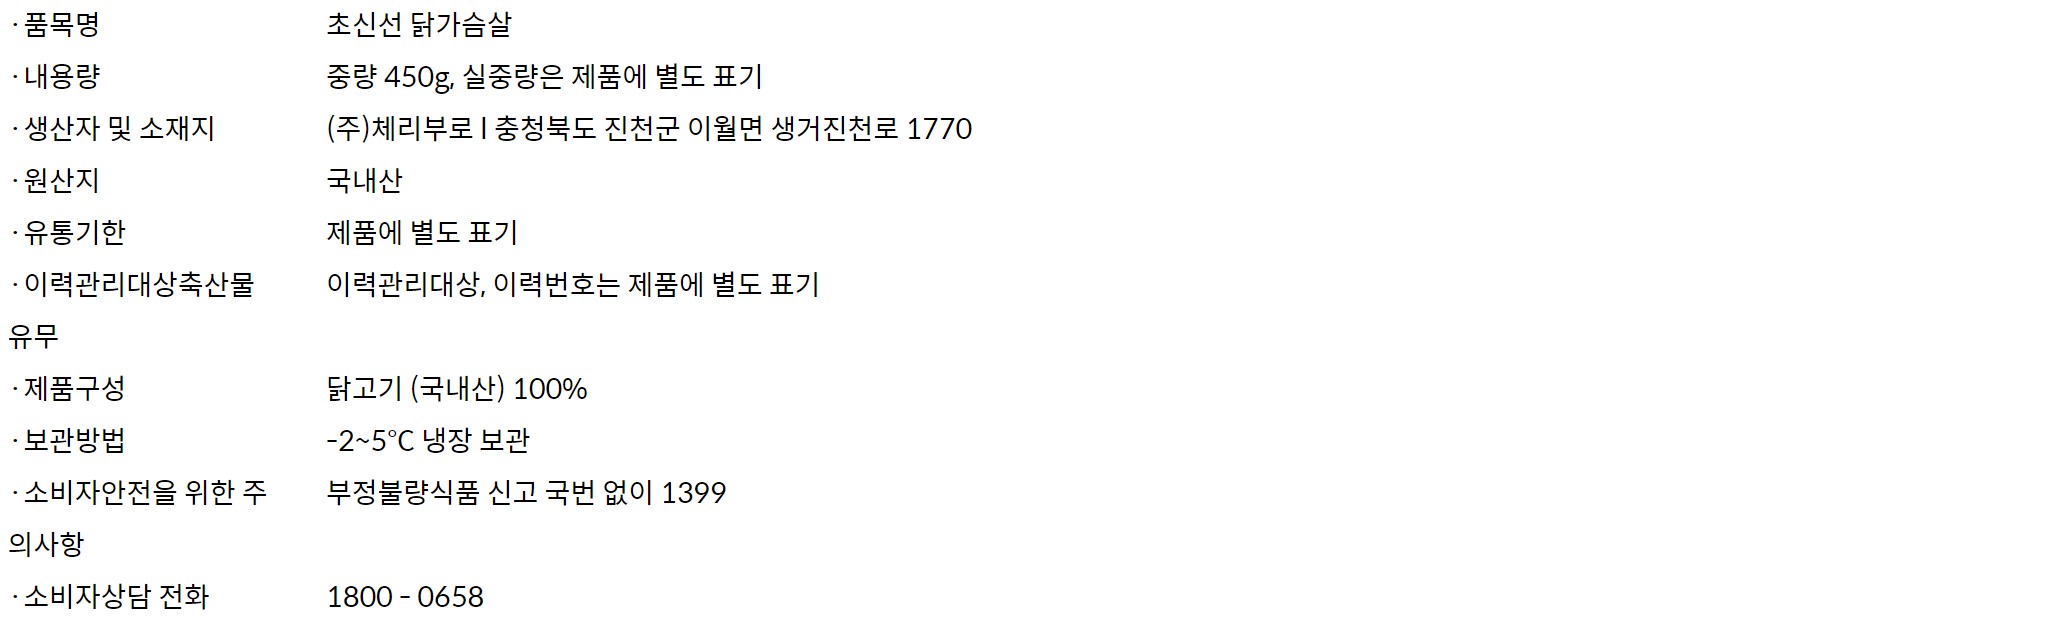 · 품목명 초신선 닭가슴살
· 내용량 중량 450g, 실중량은 제품에 별도 표기
· 생산자 및 소재지 (주)체리부로 l 충청북도 진천군 이월면 생거진천로 1770
· 원산지 국내산
· 유통기한 제품에 별도 표기
· 이력관리대상축산물 이력관리대상, 이력번호는 제품에 별도 표기
유무
· 제품구성 닭고기 (국내산) 100%
· 보관방법 -2~5℃ 냉장 보관
· 소비자안전을 위한 주 부정불량식품 신고 국번 없이 1399
의사항
· 소비자상담 전화 1800 - 0658